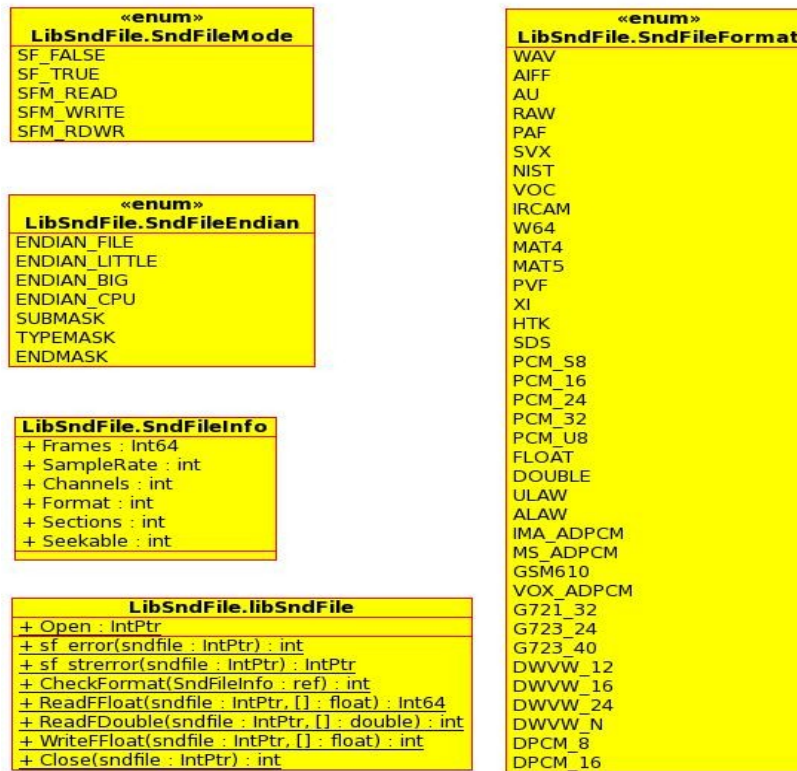 «enum»
LibSndFile.SndFileMode
SF_FALSE
SF_TRUE
SFM_READ
SFM_WRITE
SFM_RDWR
«enum»
LibSndFile.SndFileEndian
ENDIAN_FILE
ENDIAN_LITTLE
ENDIAN_BIG
ENDIAN_CPU
SUBMASK
TYPEMASK
ENDMASK
LibSndFile.SndFileInfo
+ Frames : Int64
+ SampleRate : int
+ Channels : int
+ Format : int
+ Sections : int
+ Seekable : int
LibSndFile.libSndFile
+ Open : IntPtr
+ sf_error(sndfile : IntPtr) : int
+ sf_strerror(sndfile : IntPtr) : IntPtr
+ CheckFormat(SndFileInfo : ref) : int
+ ReadFFloat(sndfile : IntPtr, [] : float) : Int64
+ ReadFDouble(sndfile : IntPtr, [] : double) : int
+ WriteFFloat(sndfile : IntPtr, [] : float) : int
+ Close(sndfile : IntPtr) : int
«enum»
LibSndFile.SndFileFormat
WAV
AIFF
AU
RAW
PAF
SVX
NIST
VOC
IRCAM
W64
MAT4
MAT5
PVF
XI
HTK
SDS
PCM_S8
PCM_16
PCM_24
PCM_32
PCM_U8
FLOAT
DOUBLE
ULAW
ALAW
IMA_ADPCM
MS_ADPCM
GSM610
VOX_ADPCM
G721_32
G723_24
G723_40
DWVW_12
DWVW_16
DWVW_24
DWVW_N
DPCM_8
DPCM_16